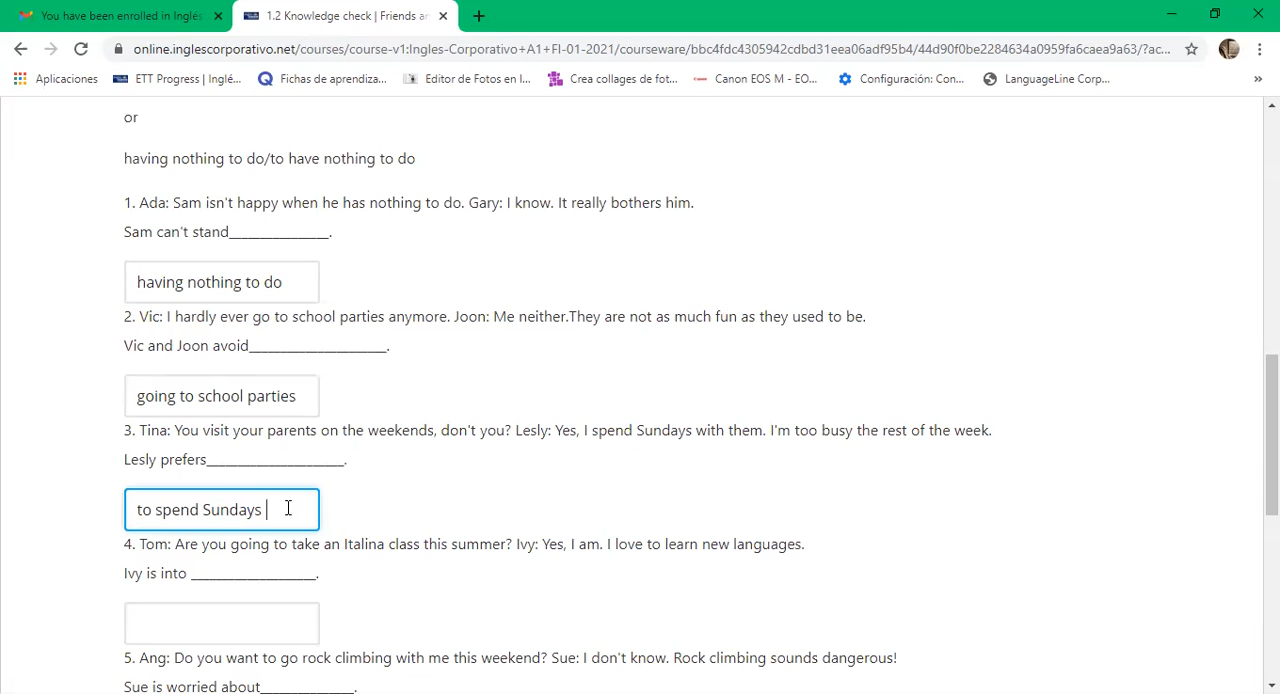 You have been enrolled in Inglés
1.2 Knowledge check | Friends an
online.inglescorporativo.net/courses/course-v1:Ingles-Corporativo+A1+FI-01-2021/courseware/bbc4fdc4305942cdbd31eea06adf95b4/44d90f0be2284634a0959fa6caea9a63/?ac...
Aplicaciones ETT Progress | Inglé... Fichas de aprendiza... Editor de Fotos en l... Crea collages de fot... Canon EOS M - EO... Configuración: Con... LanguageLine Corp... »
or
having nothing to do/to have nothing to do
1. Ada: Sam isn't happy when he has nothing to do. Gary: I know. It really bothers him.
Sam can't stand_______________.
having nothing to do
2. Vic: I hardly ever go to school parties anymore. Joon: Me neither.They are not as much fun as they used to be.
Vic and Joon avoid_____________________.
going to school parties
3. Tina: You visit your parents on the weekends, don't you? Lesly: Yes, I spend Sundays with them. I'm too busy the rest of the week.
Lesly prefers_____________________.
to spend Sundays
4. Tom: Are you going to take an Italina class this summer? Ivy: Yes, I am. I love to learn new languages.
Ivy is into ___________________.
5. Ang: Do you want to go rock climbing with me this weekend? Sue: I don't know. Rock climbing sounds dangerous!
Sue is worried about______________.